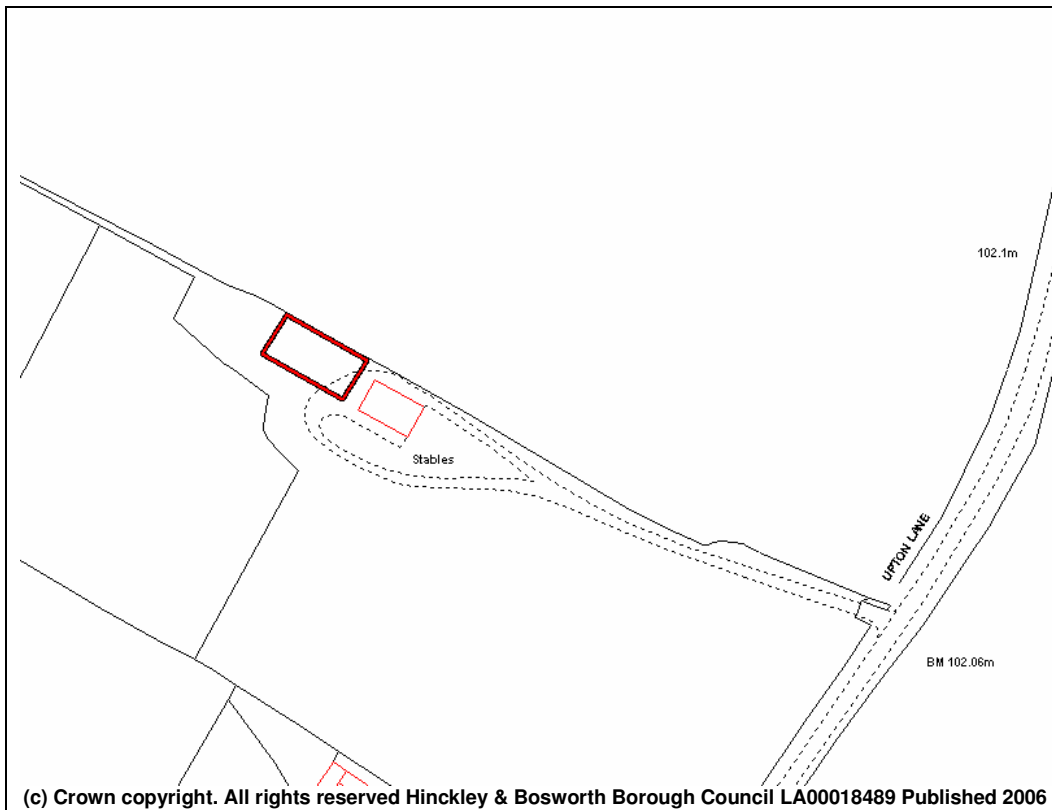 102.1m
Stables
UPTON LANE
BM 102.06m
(c) Crown copyright. All rights reserved Hinckley & Bosworth Borough Council LA00018489 Published 2006